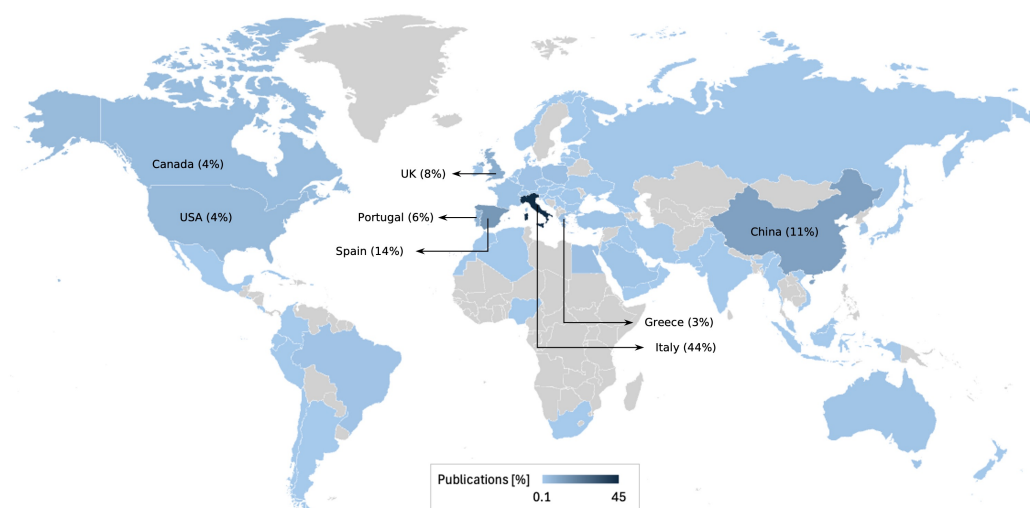 Canada (4%)
UK (8%)
USA (4%)
Portugal (6%)
China (11%)
Spain (14%)
Greece (3%)
Italy (44%)
Publications [%]
0.1
45